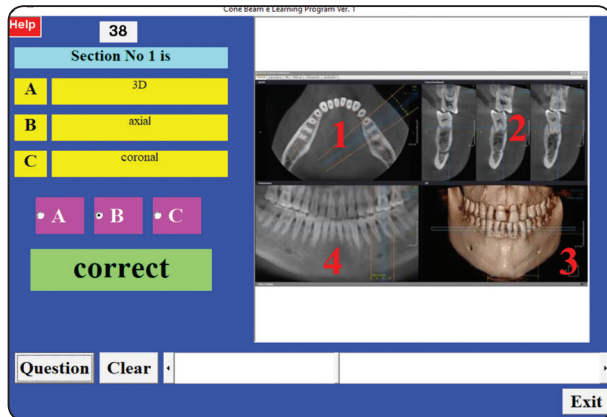 Cone Beam e Learning Program Ver. 1
Help
38
Section No 1 is
A 3D
B axial
C coronal
A B C
correct
1
2
4
3
Question Clear
Exit